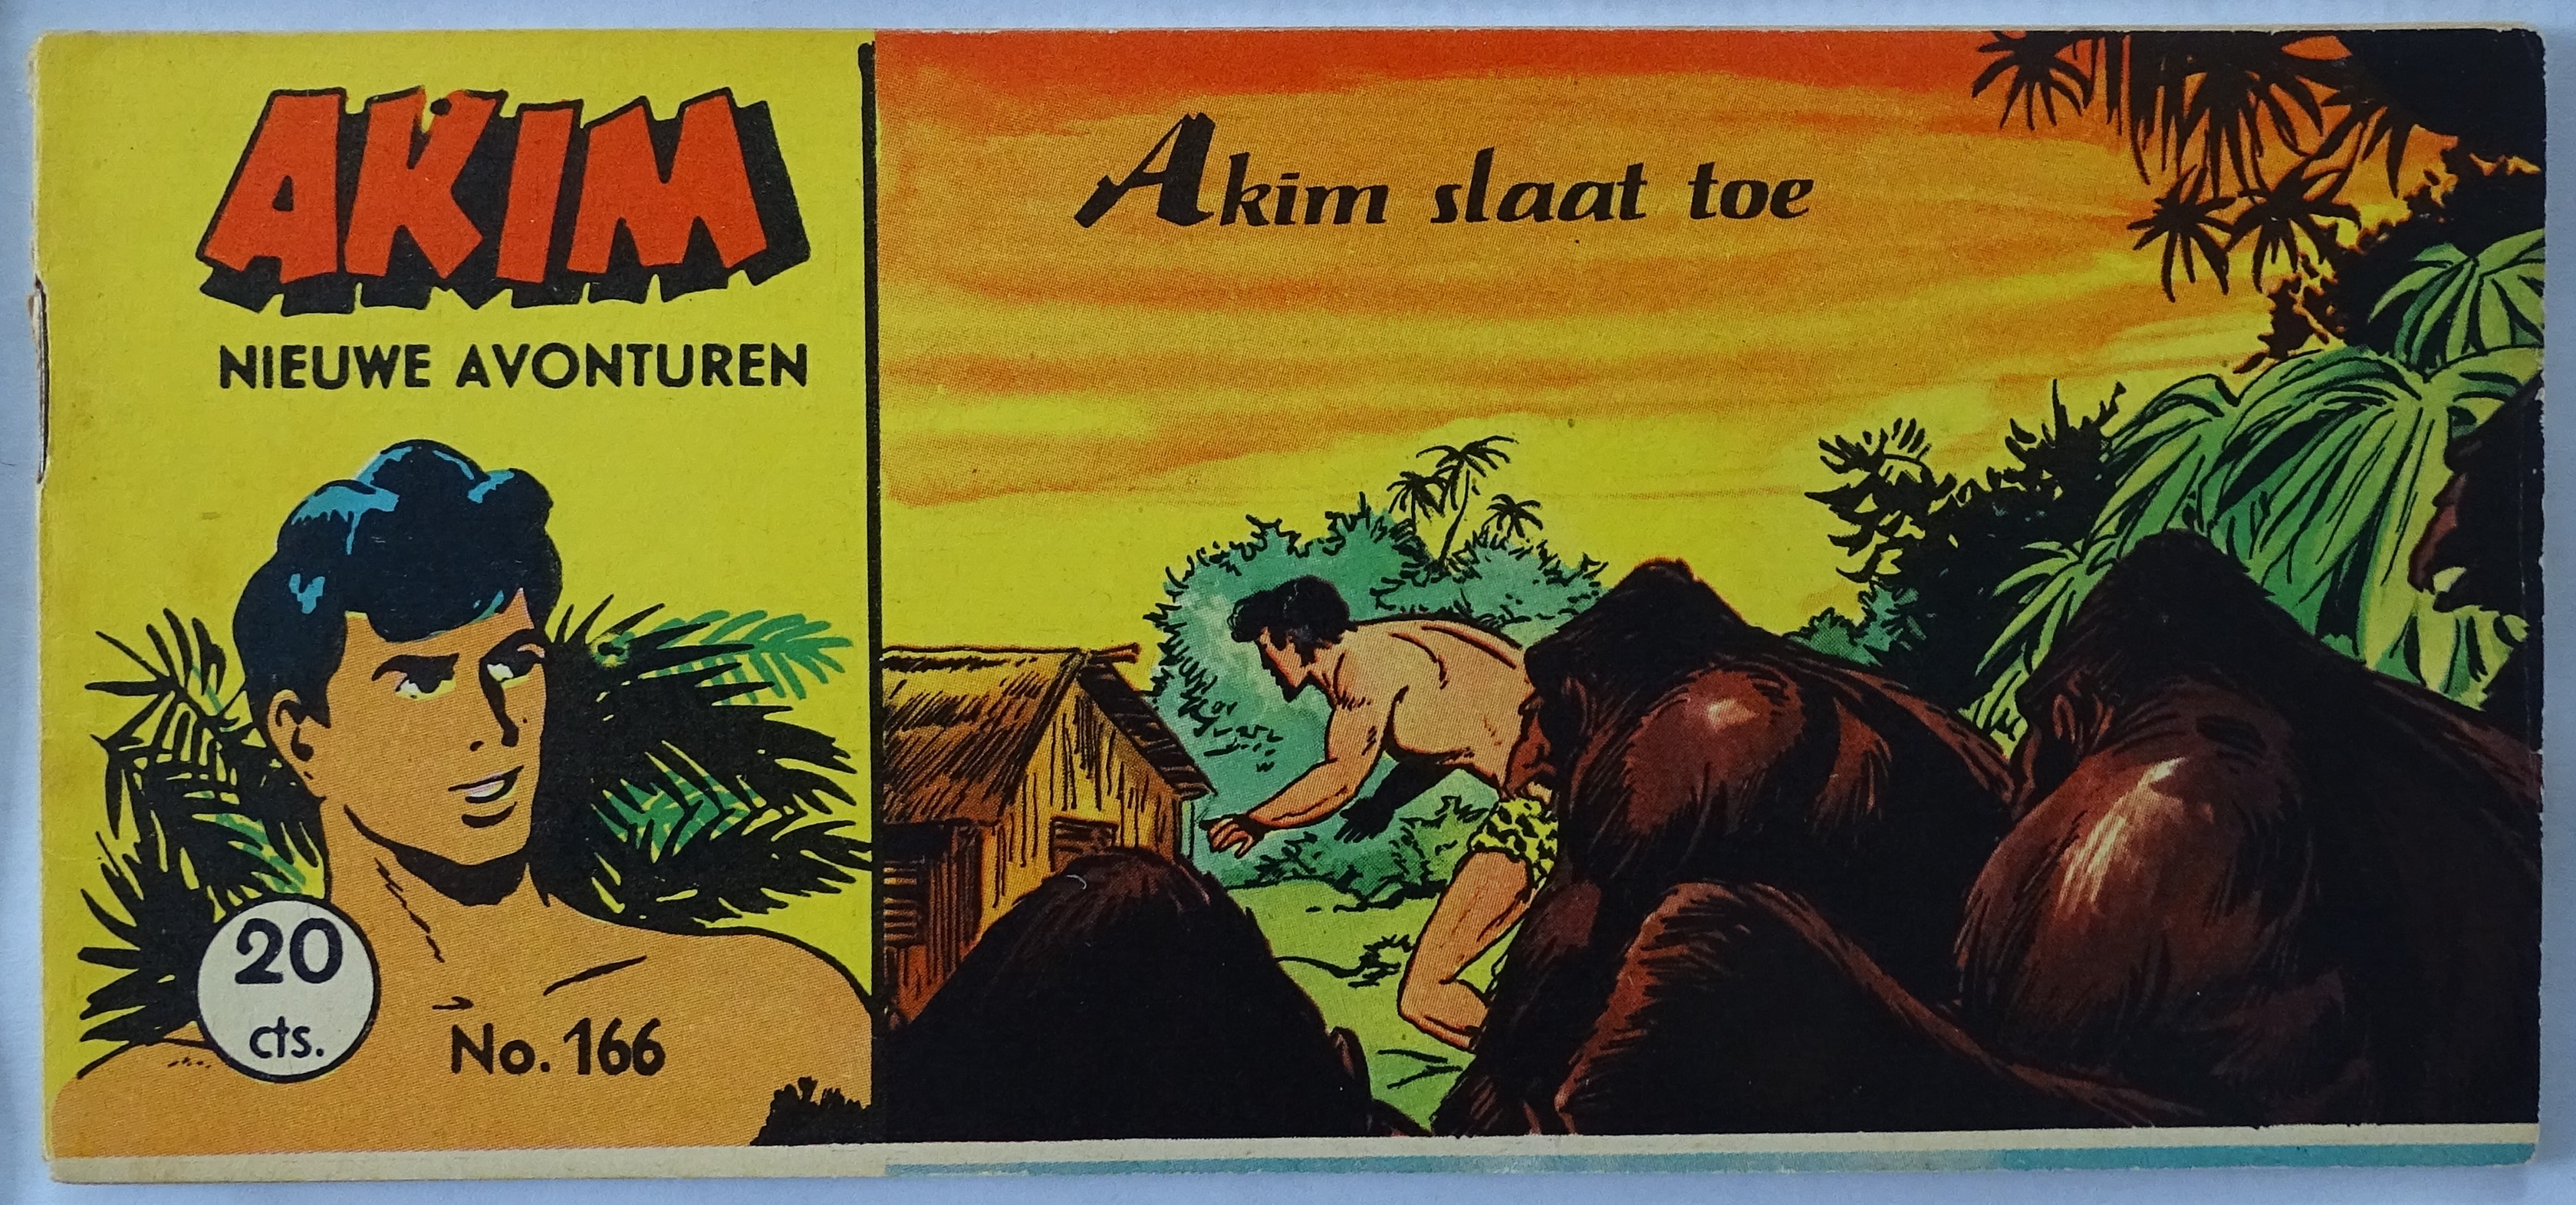 AKIM
NIEUWE AVONTUREN
20
cts.
No. 166
Akim slaat toe